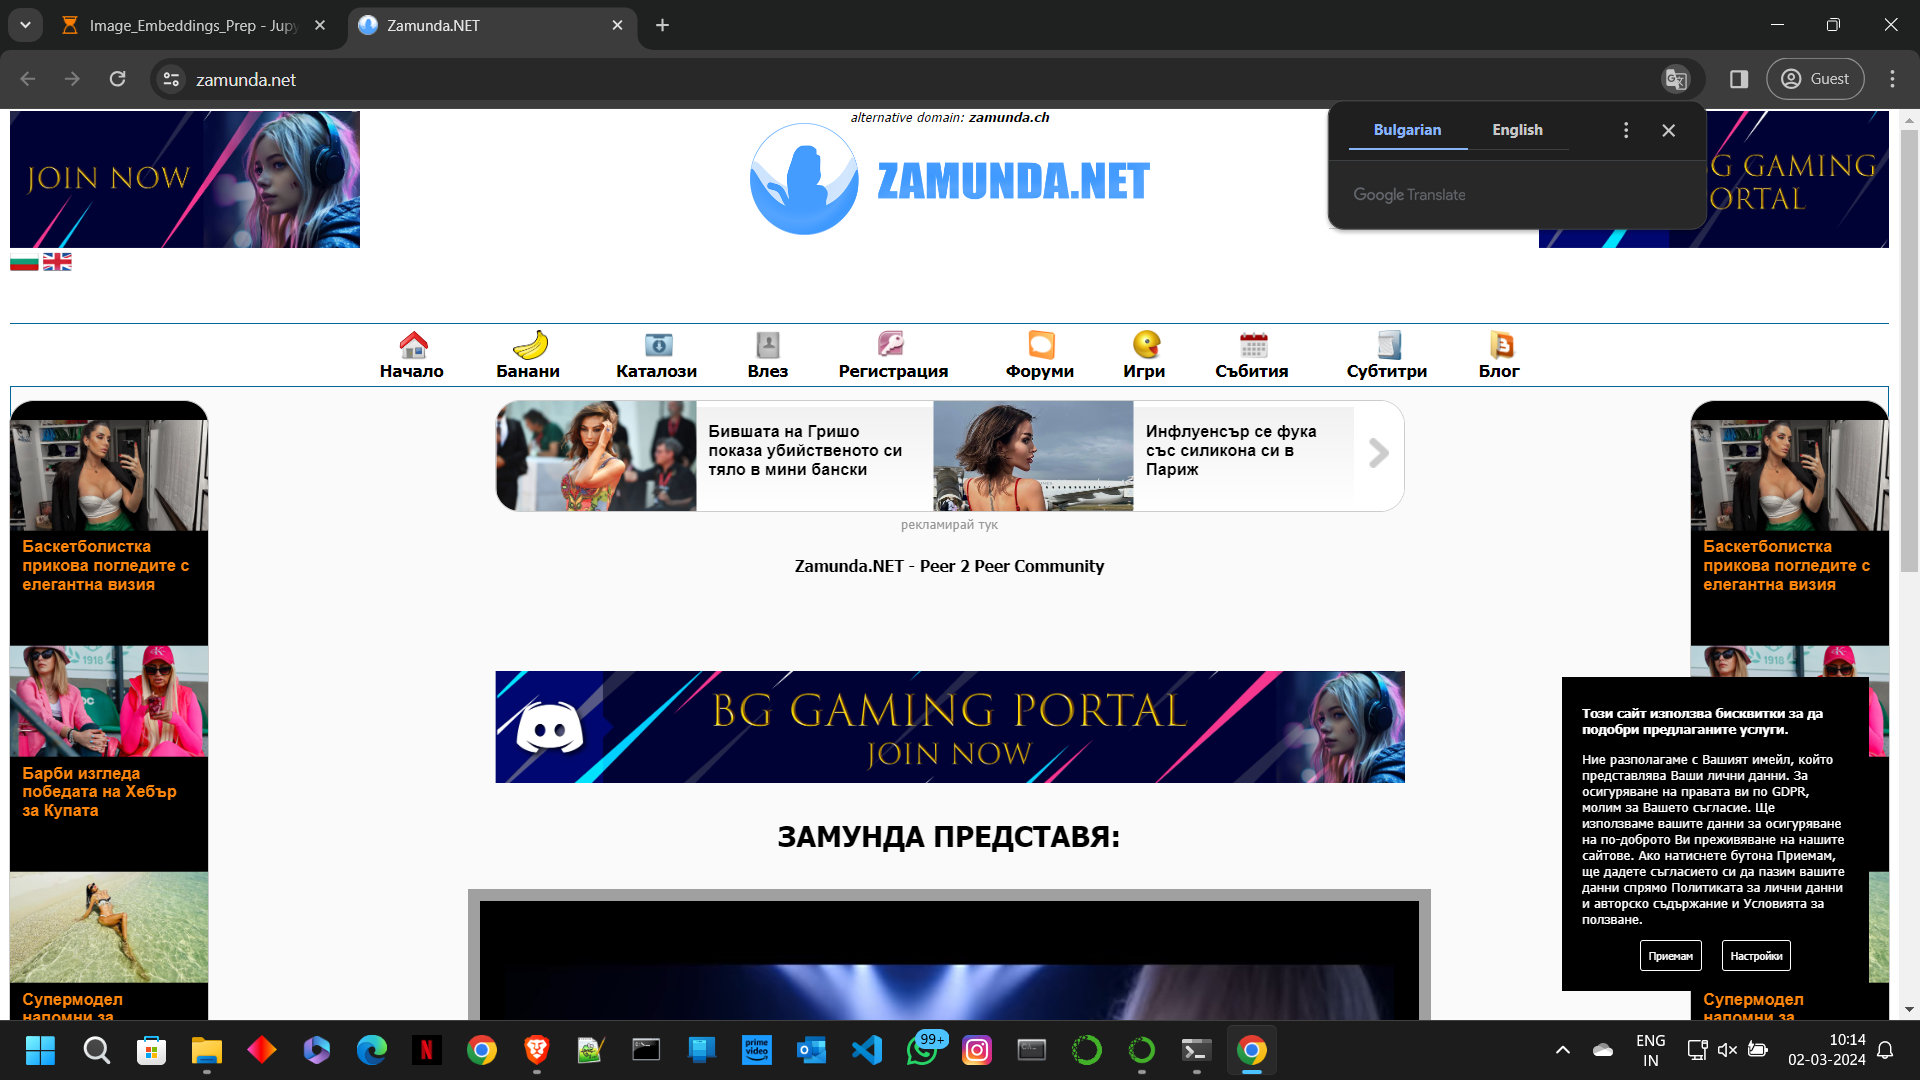 Image_Embeddings_Prep - Jupy
Zamunda.NET
zamunda.net
Guest
JOIN NOW
alternative domain: zamunda.ch
ZAMUNDA.NET
Bulgarian
English
Google Translate
G GAMING
ORTAL
Начало
Банани
Каталози
Влез
Регистрация
Форуми
Игри
Събития
Субтитри
Блог
Бившата на Гришо
показа убийственото си
тяло в мини бански
Инфлуенсър се фука
със силикона си в
Париж
рекламирай тук
Zamunda.NET - Peer 2 Peer Community
Баскетболистка
прикова погледите с
елегантна визия
Баскетболистка
прикова погледите с
елегантна визия
1918
1918
BG GAMING PORTAL
JOIN NOW
Барби изгледа
победата на Хебър
за Купата
ЗАМУНДА ПРЕДСТАВЯ:
Този сайт използва бисквитки за да
подобри предлаганите услуги.
Ние разполагаме с Вашият имейл, който
представлява Ваши лични данни. За
осигуряване на правата ви по GDPR,
молим за Вашето съгласие. Ще
използваме вашите данни за осигуряване
на по-доброто Ви преживяване на нашите
сайтове. Ако натиснете бутона Приемам,
ще дадете съгласието си да пазим вашите
данни спрямо Политиката за лични данни
и авторско съдържание и Условията за
ползване.
Приемам
Настройки
Супермодел
напомни за
Супермодел
напомни за
prime
video
99+
ENG
IN
10:14
02-03-2024